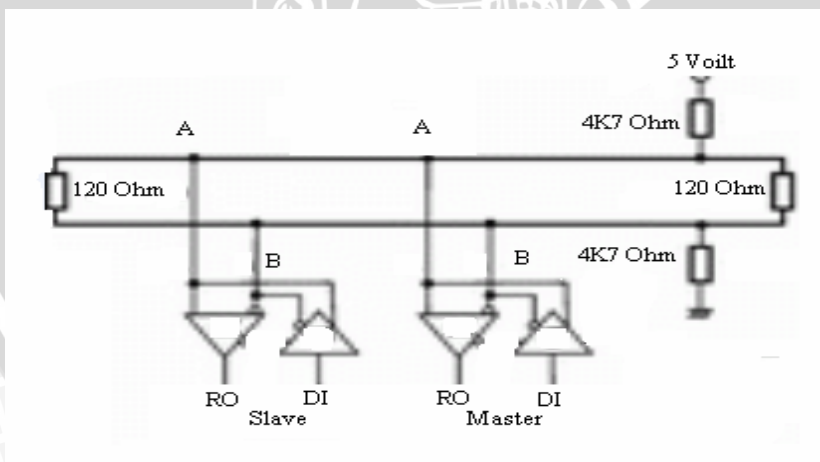 5 Voilt
4K7 Ohm
A
A
120 Ohm
120 Ohm
B
B
4K7 Ohm
RO
DI
RO
DI
Slave
Master